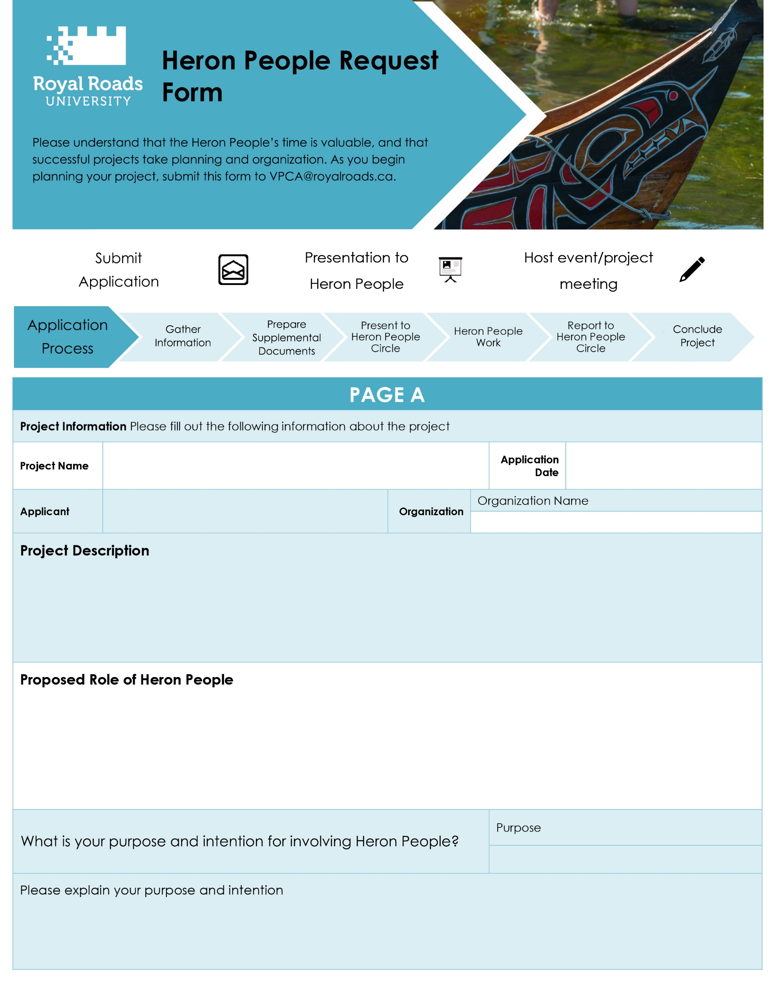 Royal Roads
UNIVERSITY
Heron People Request
Form
Please understand that the Heron People’s time is valuable, and that
successful projects take planning and organization. As you begin
planning your project, submit this form to VPCA@royalroads.ca.
Submit
Application
Presentation to
Heron People
Host event/project
meeting
Application
Process
Gather
Information
Prepare
Supplemental
Documents
Present to
Heron People
Circle
Heron People
Work
Report to
Heron People
Circle
Conclude
Project
PAGE A
Project Information Please fill out the following information about the project
Project Name
Application
Date
Applicant
Organization
Organization Name
Project Description
Proposed Role of Heron People
What is your purpose and intention for involving Heron People?
Purpose
Please explain your purpose and intention